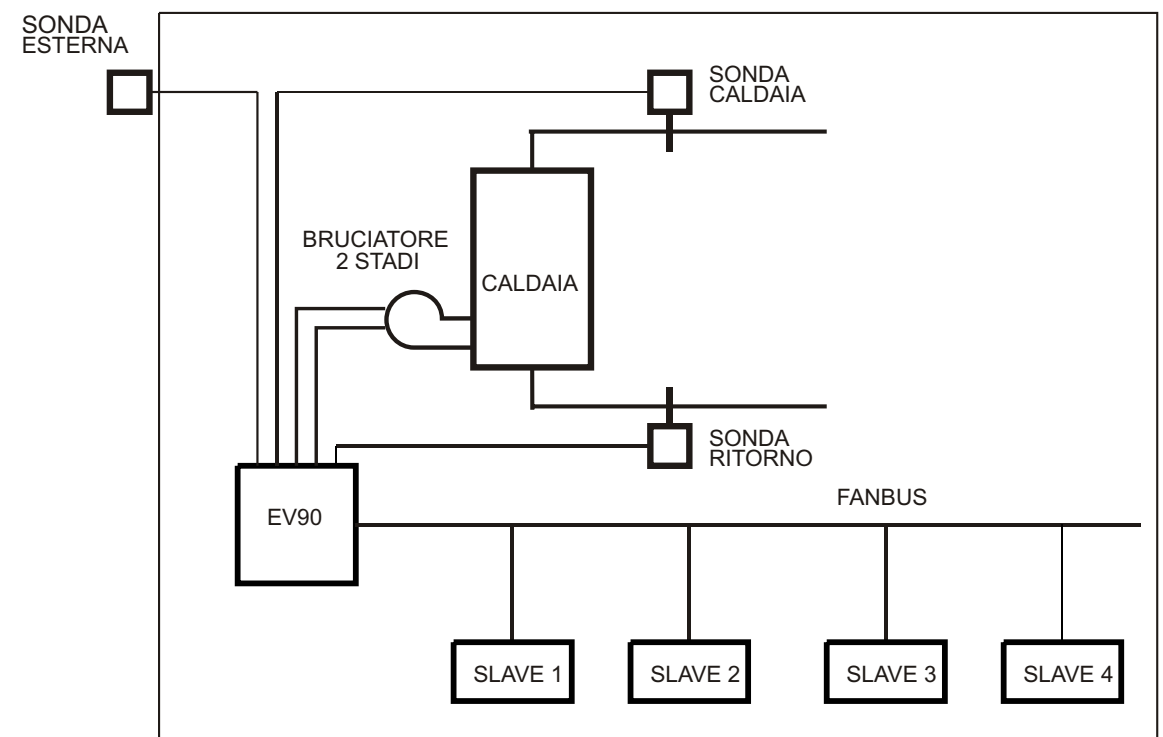 SONDA
ESTERNA
SONDA
CALDAIA
BRUCIATORE
2 STADI
CALDAIA
SONDA
RITORNO
FANBUS
EV90
SLAVE 1
SLAVE 2
SLAVE 3
SLAVE 4